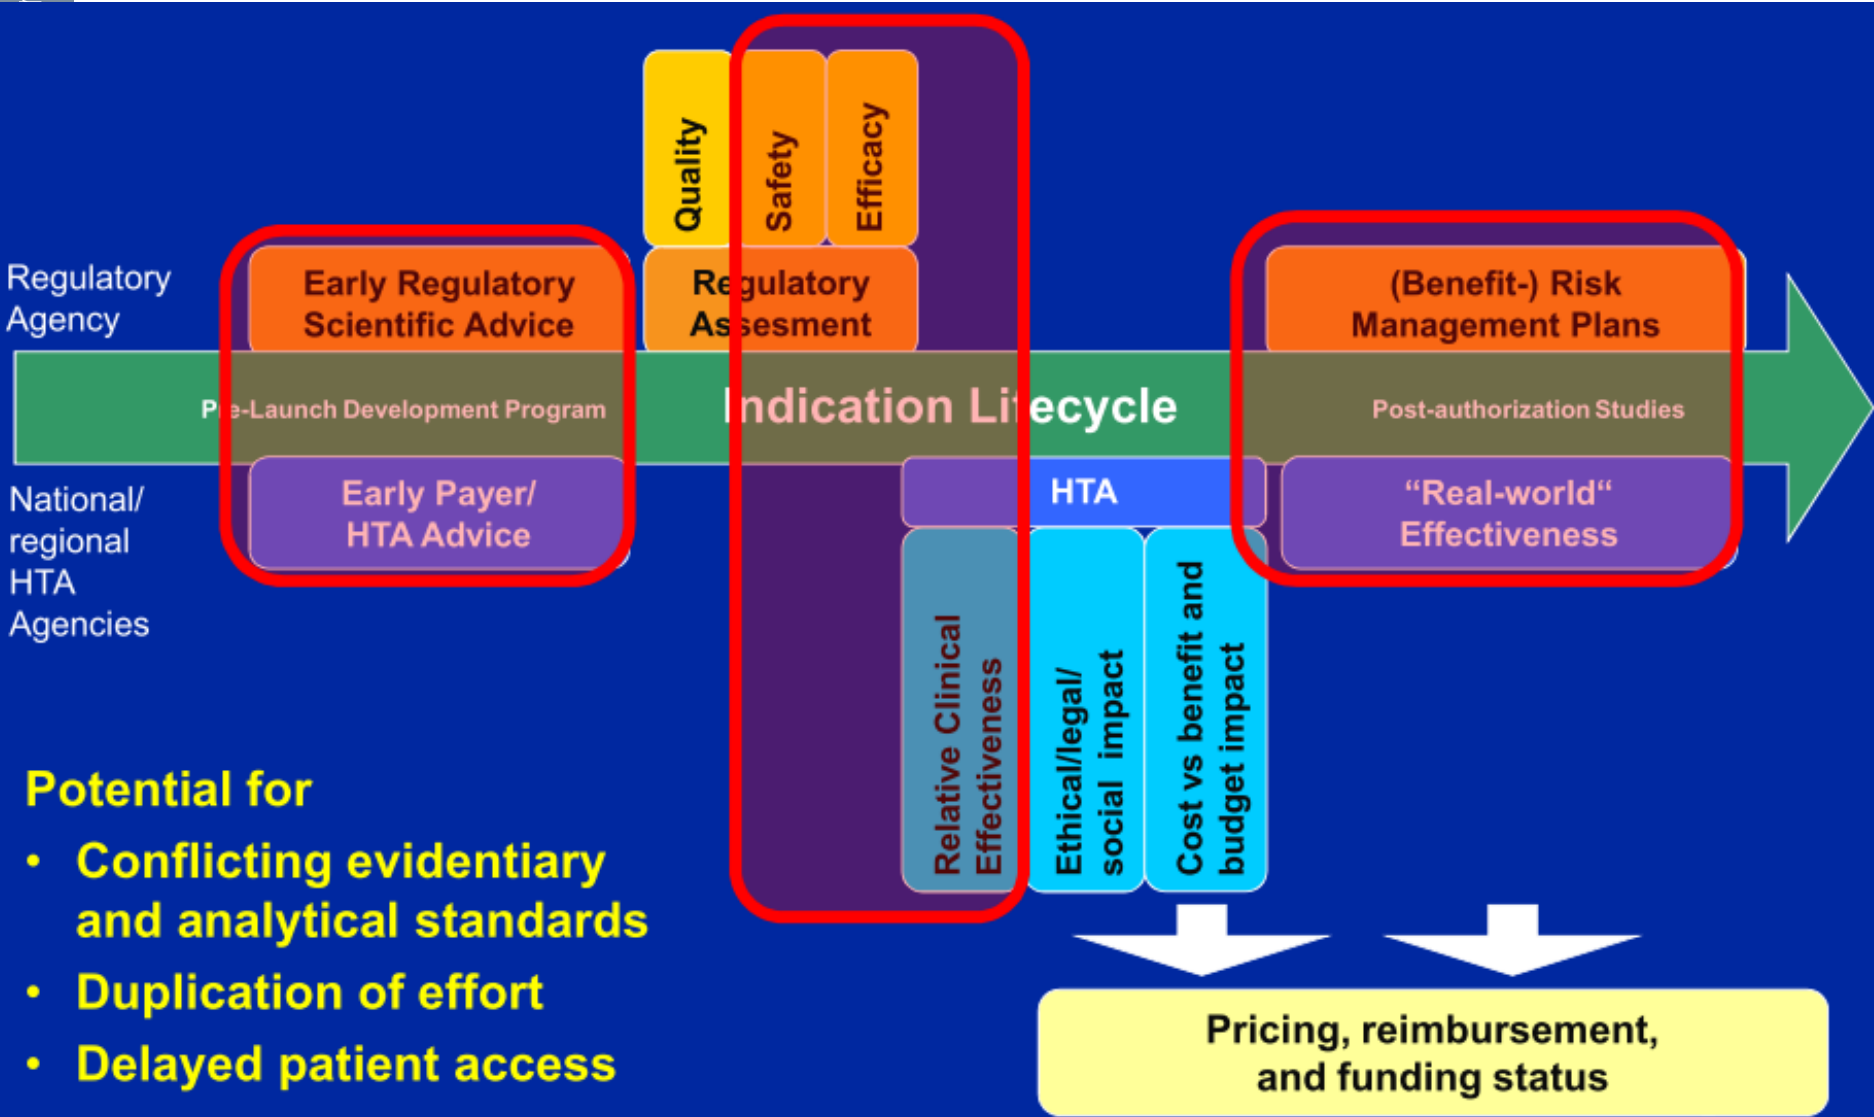 Quality
Safety
Efficacy
Regulatory
Agency
Early Regulatory
Scientific Advice
Regulatory
Assesment
(Benefit-) Risk
Management Plans
Pre-Launch Development Program
Indication Lifecycle
Post-authorization Studies
National/
regional
HTA
Agencies
Early Payer/
HTA Advice
HTA
“Real-world“
Effectiveness
Relative Clinical
Effectiveness
Ethical/legal/
social impact
Cost vs benefit and
budget impact
Potential for
• Conflicting evidentiary
and analytical standards
• Duplication of effort
• Delayed patient access
Pricing, reimbursement,
and funding status